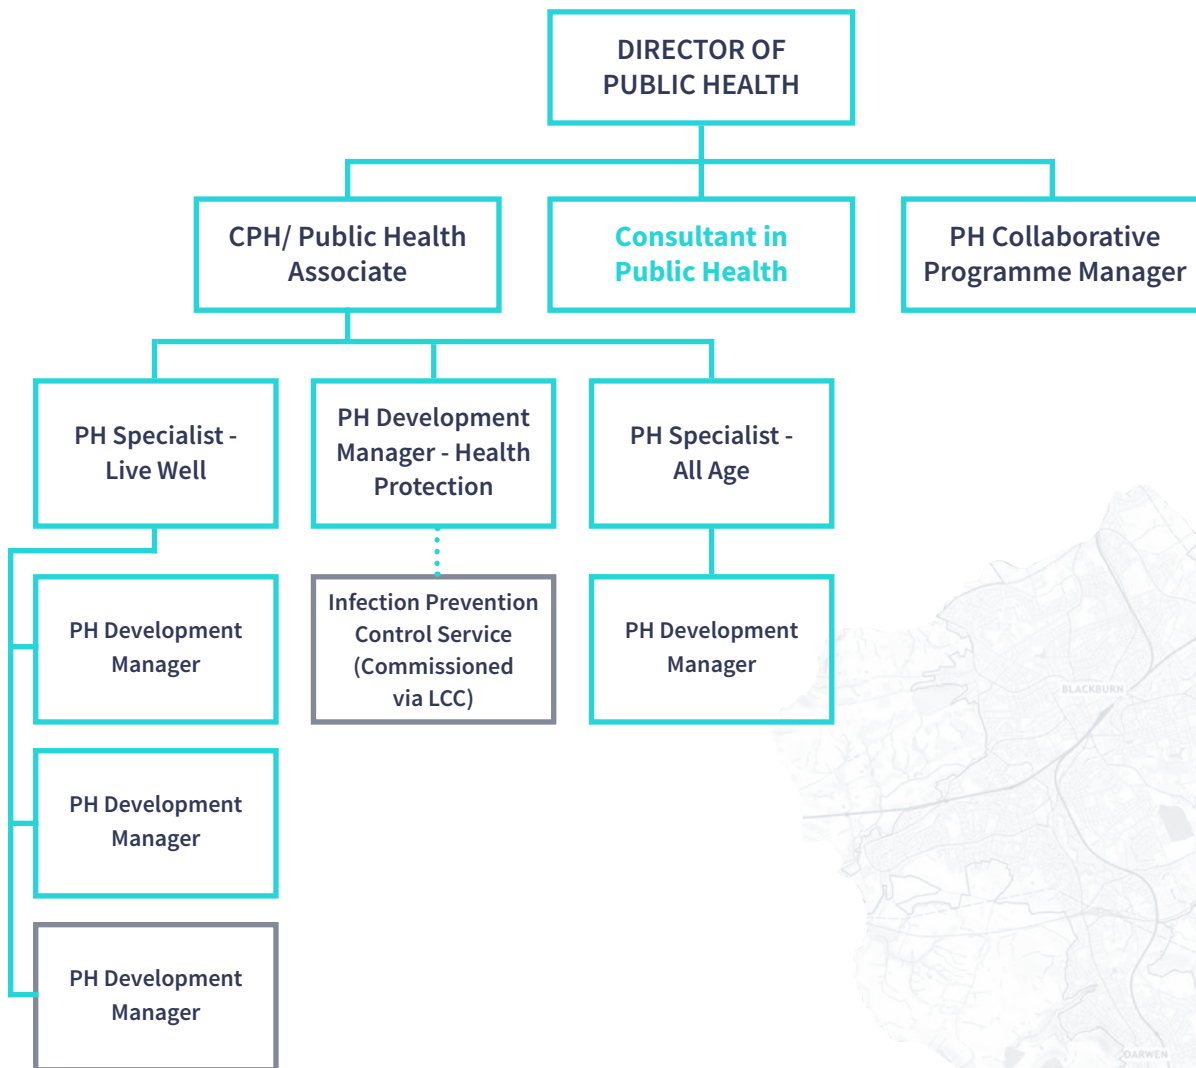 DIRECTOR OF
PUBLIC HEALTH
CPH/ Public Health
Associate
Consultant in
Public Health
PH Collaborative
Programme Manager
PH Specialist -
Live Well
PH Development
Manager - Health
Protection
PH Specialist -
All Age
PH Development
Manager
Infection Prevention
Control Service
(Commissioned
via LCC)
PH Development
Manager
BLACKBURN
PH Development
Manager
PH Development
Manager
DARWEN